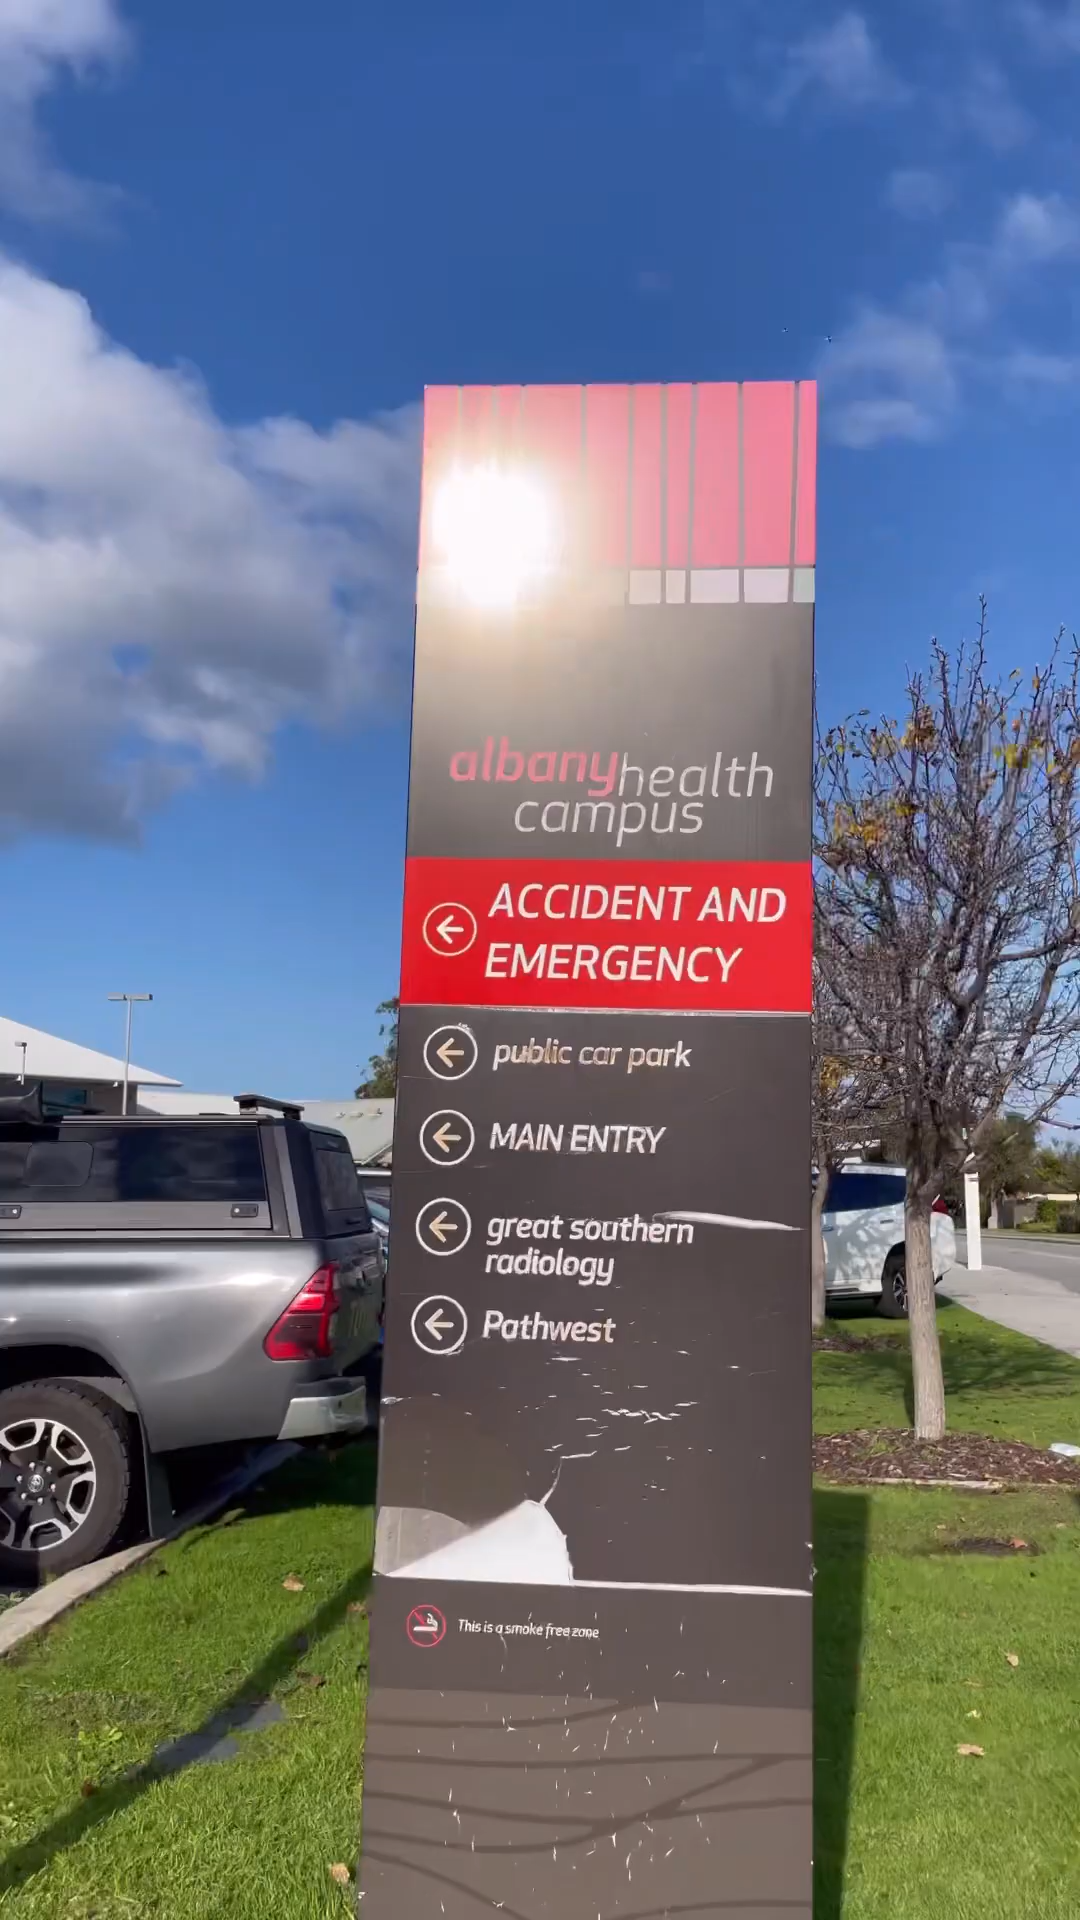 albanyhealth
campus
ACCIDENT AND
EMERGENCY
public car park
MAIN ENTRY
great southern
radiology
Pathwest
This is a smoke free zone